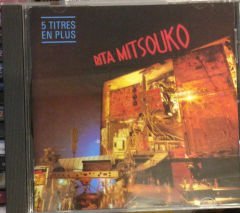 5 TITRES
EN PLUS
RITA MITSOUKO